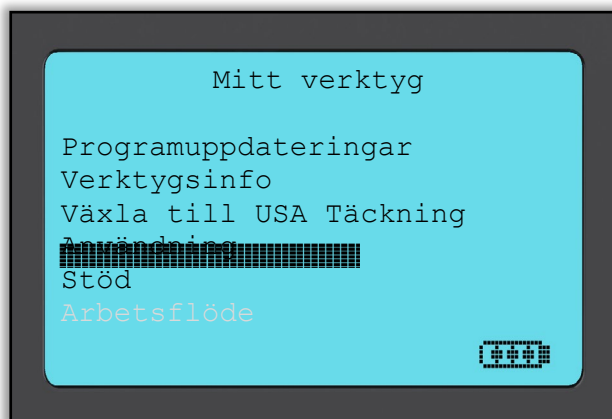 Mitt verktyg
Programuppdateringar
Verktygsinfo
Växla till USA Täckning
Användning
Stöd
Arbetsflöde